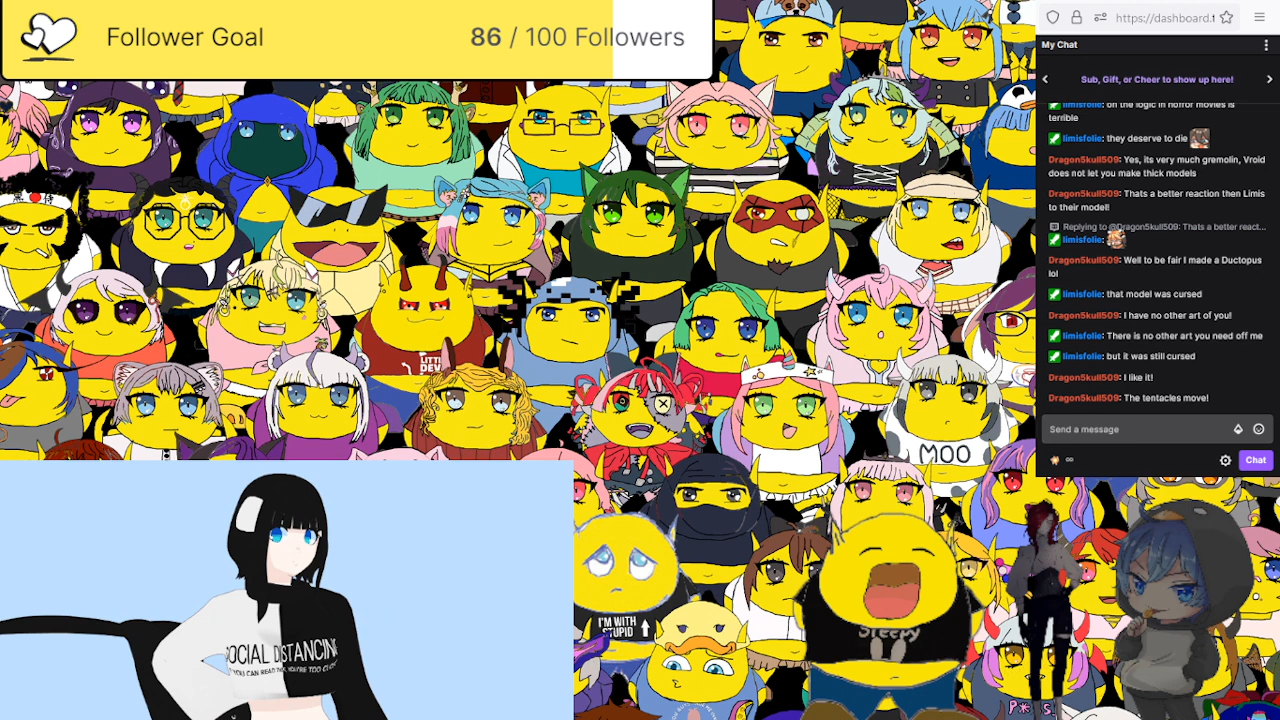 Follower Goal
86 / 100 Followers
https://dashboard.t
My Chat
Sub, Gift, or Cheer to show up here!
limisfolie: on the logic in horror movies is
terrible
limisfolie: they deserve to die
Dragon5kull509: Yes, its very much gremolin, Vroid
does not let you make thick models
Dragon5kull509: Thats a better reaction then Limis
to their model!
Replying to @Dragon5kull509: Thats a better react...
limisfolie:
Dragon5kull509: Well to be fair I made a Ductopus
lol
limisfolie: that model was cursed
Dragon5kull509: I have no other art of you!
limisfolie: There is no other art you need off me
limisfolie: but it was still cursed
Dragon5kull509: I like it!
Dragon5kull509: The tentacles move!
Send a message
Chat
LITTL
DEV
MOO
I'M WITH
STUPID
Sleepy
SOCIAL DISTANCING
CAN READ
TOO